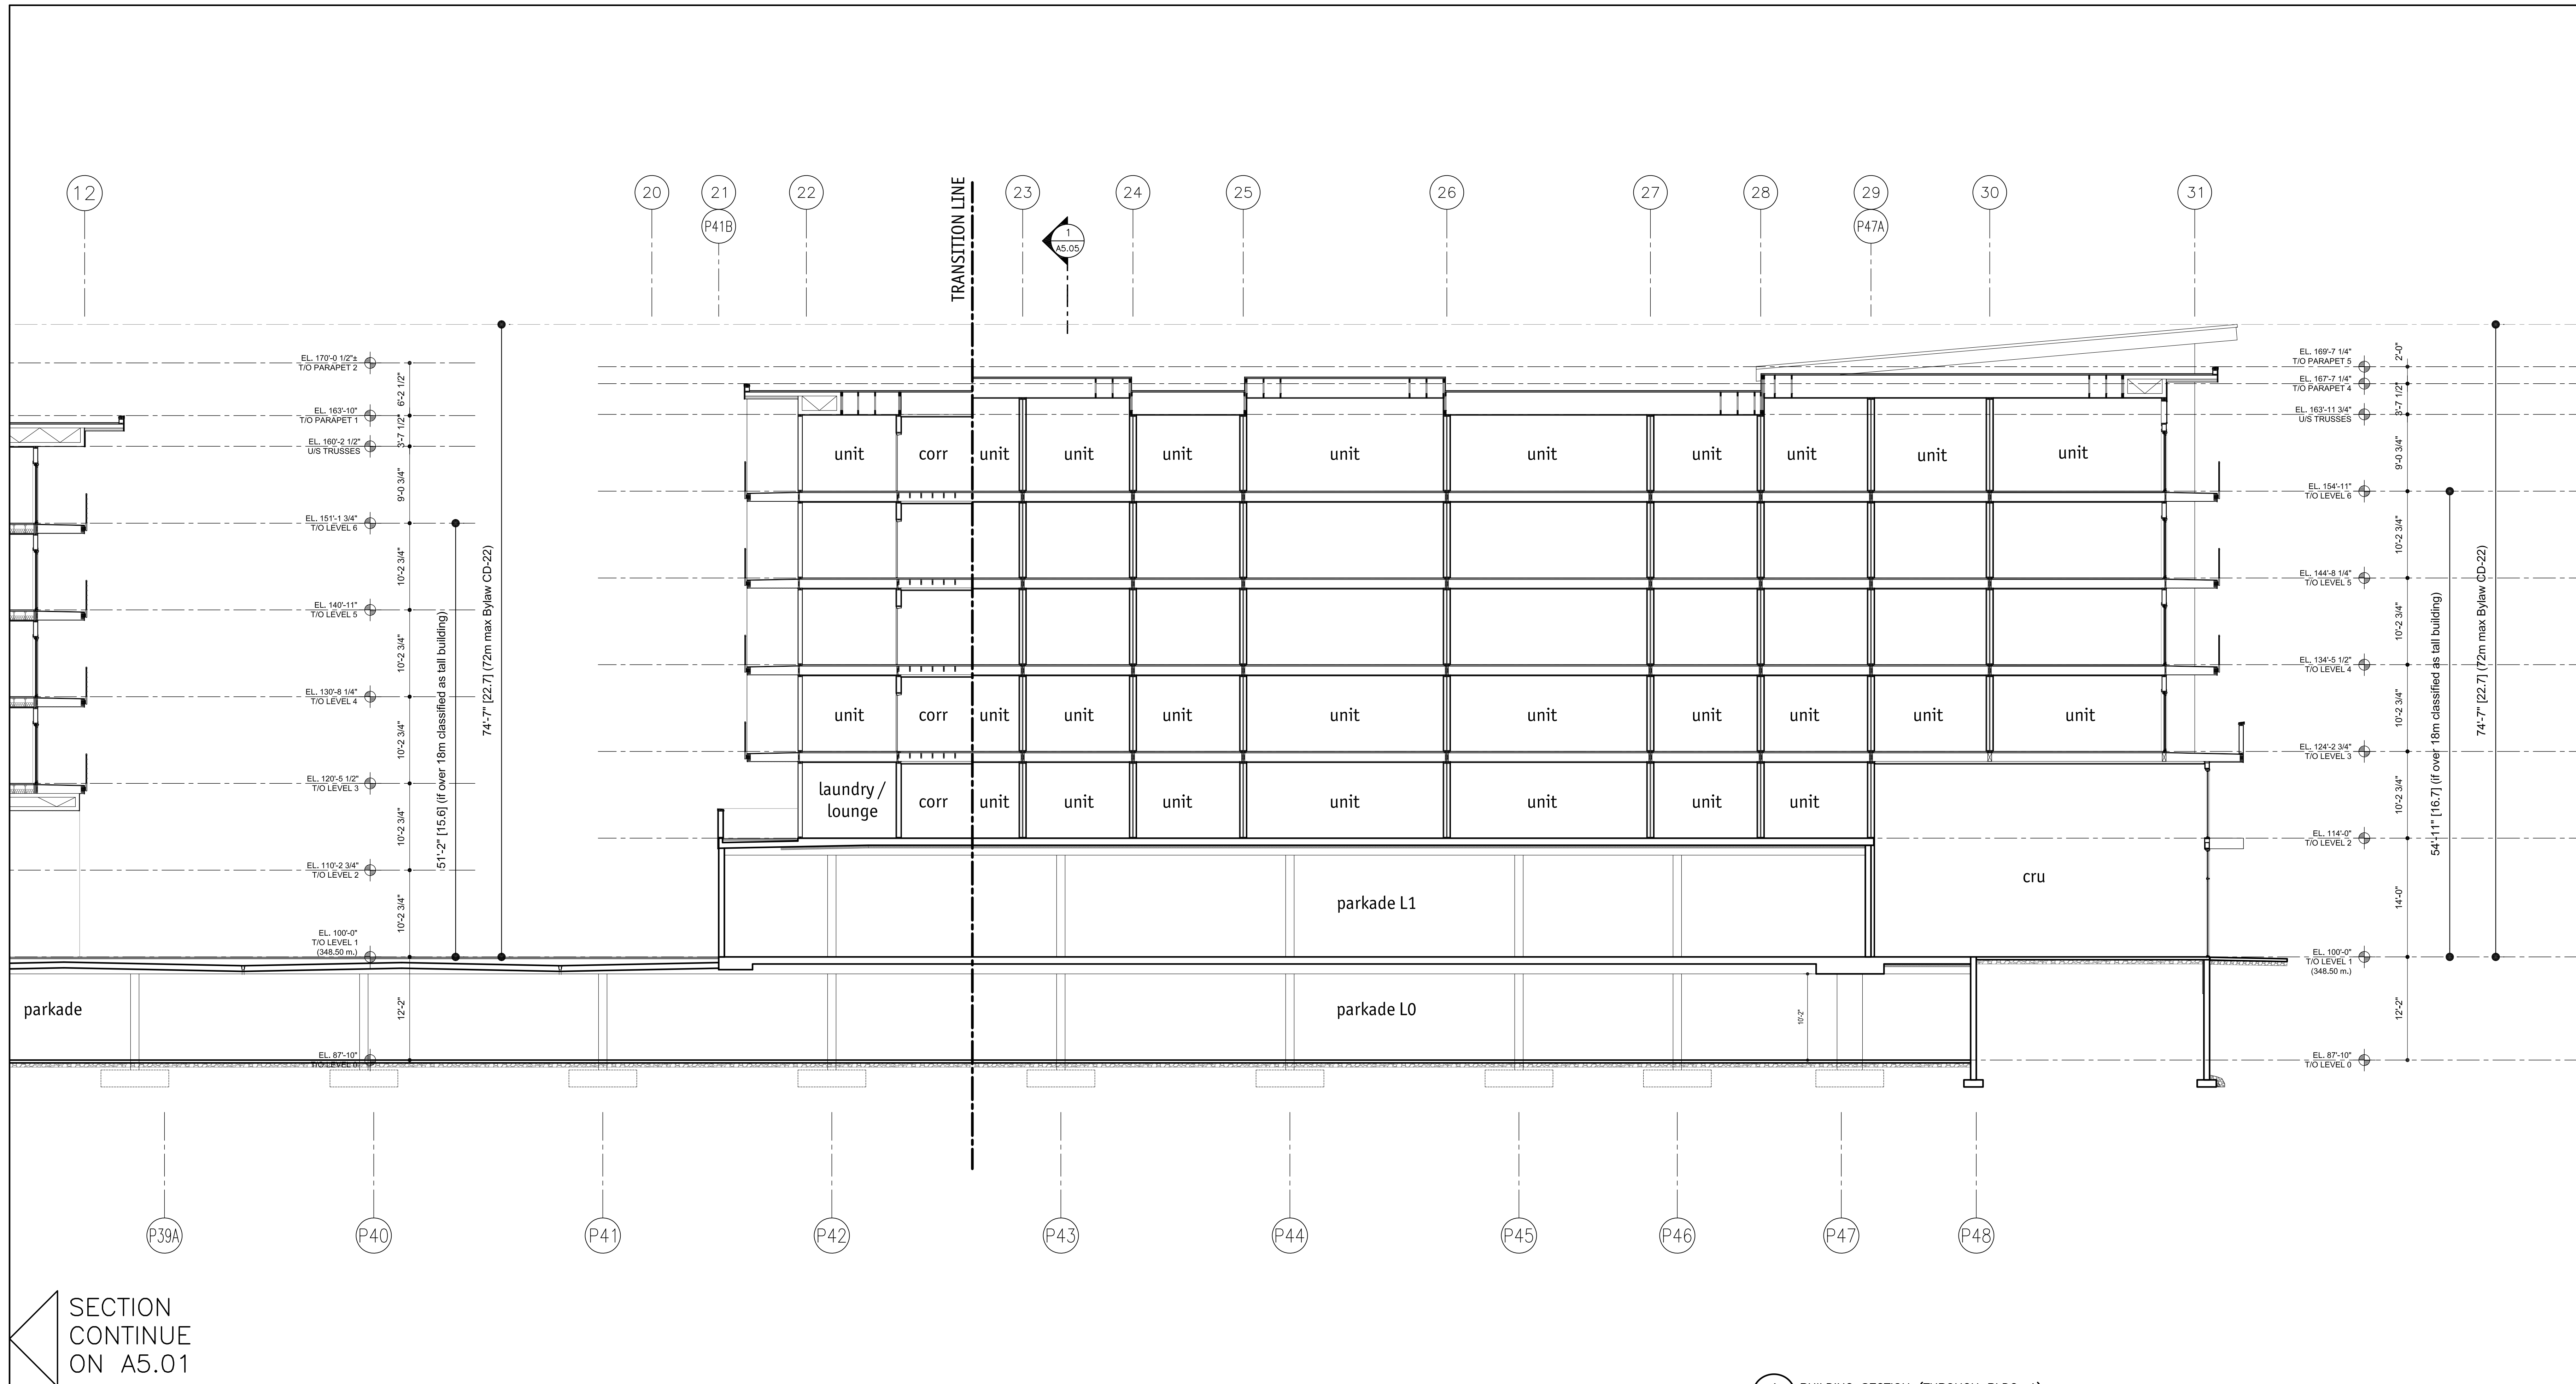 12
20
21
P41B
22
TRANSITION LINE
23
1
A5.05
24
25
26
27
28
29
P47A
30
31
EL. 170'-0 1/2"±
T/O PARAPET 2
6'-2 1/2"
EL. 163'-10"
T/O PARAPET 1
3'-7 1/2"
EL. 160'-2 1/2"
U/S TRUSSES
9'-0 3/4"
EL. 151'-1 3/4"
T/O LEVEL 6
10'-2 3/4"
EL. 140'-11"
T/O LEVEL 5
10'-2 3/4"
EL. 130'-8 1/4"
T/O LEVEL 4
10'-2 3/4"
EL. 120'-5 1/2"
T/O LEVEL 3
10'-2 3/4"
EL. 110'-2 3/4"
T/O LEVEL 2
10'-2 3/4"
EL. 100'-0"
T/O LEVEL 1
(348.50 m.)
12'-2"
EL. 87'-10"
T/O LEVEL 0
51'-2" [15.6] (if over 18m classified as tall building)
74'-7" [22.7] (72m max Bylaw CD-22)
unit corr unit unit unit unit unit unit unit unit unit
unit corr unit unit unit unit unit unit unit unit unit
laundry /
lounge
corr unit unit unit unit unit unit unit
cru
parkade L1
parkade
parkade L0
10'-2"
EL. 169'-7 1/4"
T/O PARAPET 5
2'-0"
EL. 167'-7 1/4"
T/O PARAPET 4
3'-7 1/2"
EL. 163'-11 3/4"
U/S TRUSSES
9'-0 3/4"
EL. 154'-11"
T/O LEVEL 6
10'-2 3/4"
EL. 144'-8 1/4"
T/O LEVEL 5
10'-2 3/4"
EL. 134'-5 1/2"
T/O LEVEL 4
10'-2 3/4"
EL. 124'-2 3/4"
T/O LEVEL 3
10'-2 3/4"
EL. 114'-0"
T/O LEVEL 2
14'-0"
EL. 100'-0"
T/O LEVEL 1
(348.50 m.)
12'-2"
EL. 87'-10"
T/O LEVEL 0
54'-11" [16.7] (if over 18m classified as tall building)
74'-7" [22.7] (72m max Bylaw CD-22)
P39A
P40
P41
P42
P43
P44
P45
P46
P47
P48
SECTION
CONTINUE
ON A5.01